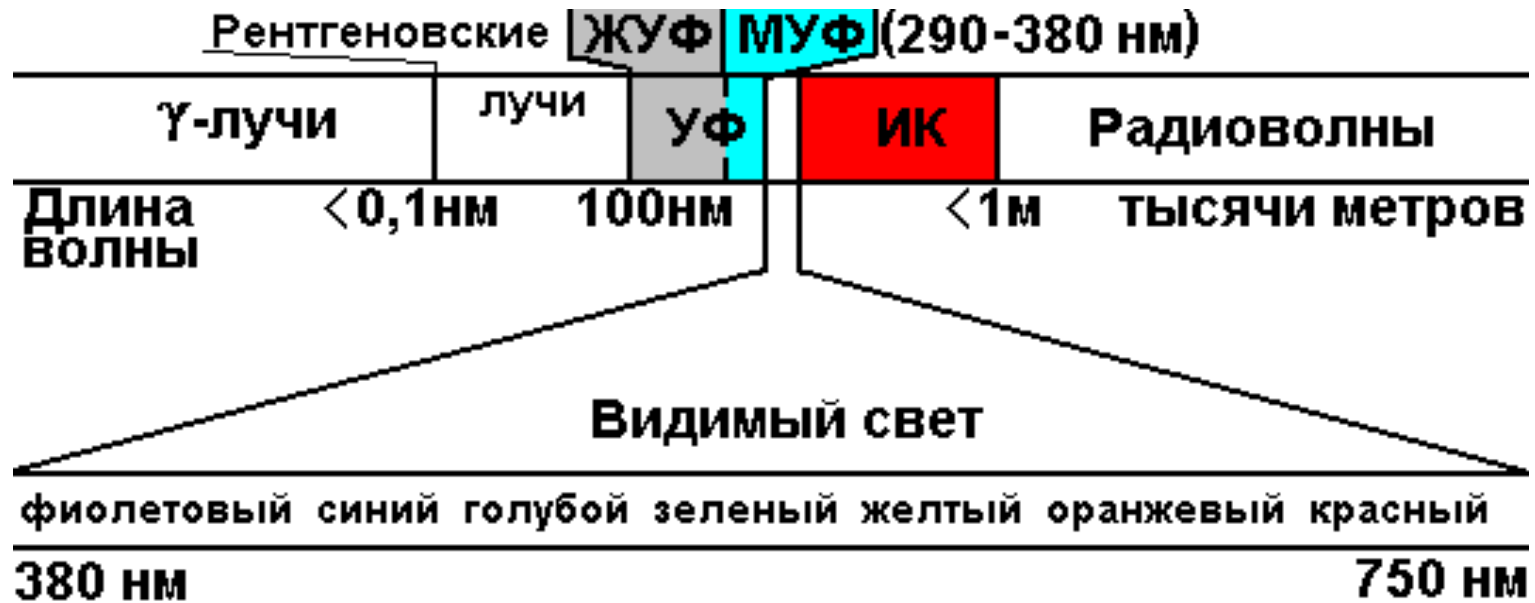 Рентгеновские ЖУФ МУФ (290-380 нм)
γ-лучи лучи УФ ИК Радиоволны
Длина волны <0,1нм 100нм <1м тысячи метров
Видимый свет
фиолетовый синий голубой зеленый желтый оранжевый красный
380 нм 750 нм